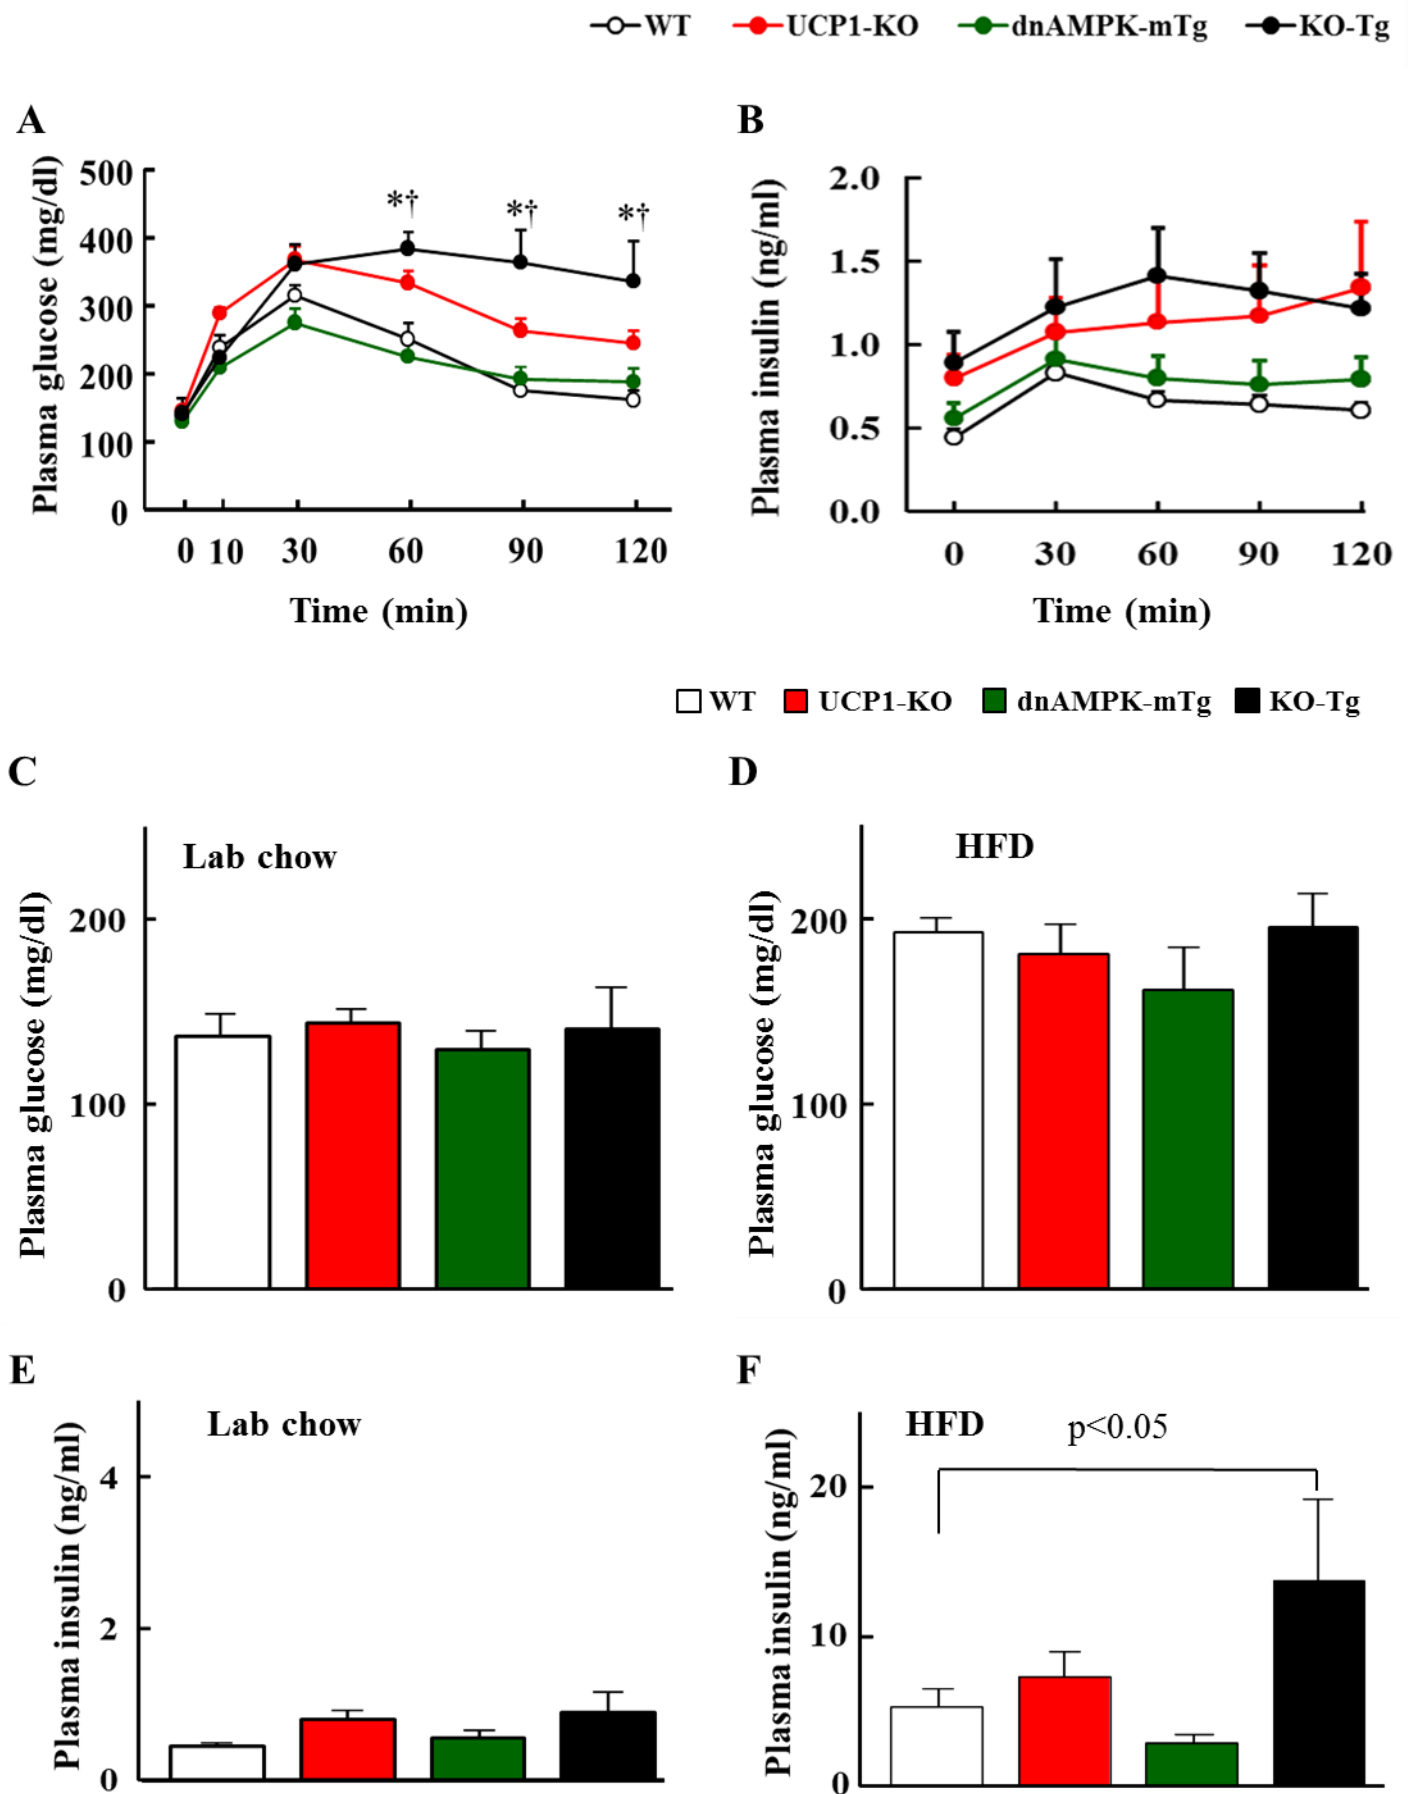 WT UCP1-KO dnAMPK-mTg KO-Tg
A
B
Plasma glucose (mg/dl)
500
400
300
200
100
0
*† *† *†
0 10 30 60 90 120
Time (min)
Plasma insulin (ng/ml)
2.0
1.5
1.0
0.5
0.0
0 30 60 90 120
Time (min)
WT UCP1-KO dnAMPK-mTg KO-Tg
C
D
Lab chow
Plasma glucose (mg/dl)
200
100
0
HFD
Plasma glucose (mg/dl)
200
100
0
E
F
Lab chow
Plasma insulin (ng/ml)
4
2
0
HFD
p<0.05
Plasma insulin (ng/ml)
20
10
0